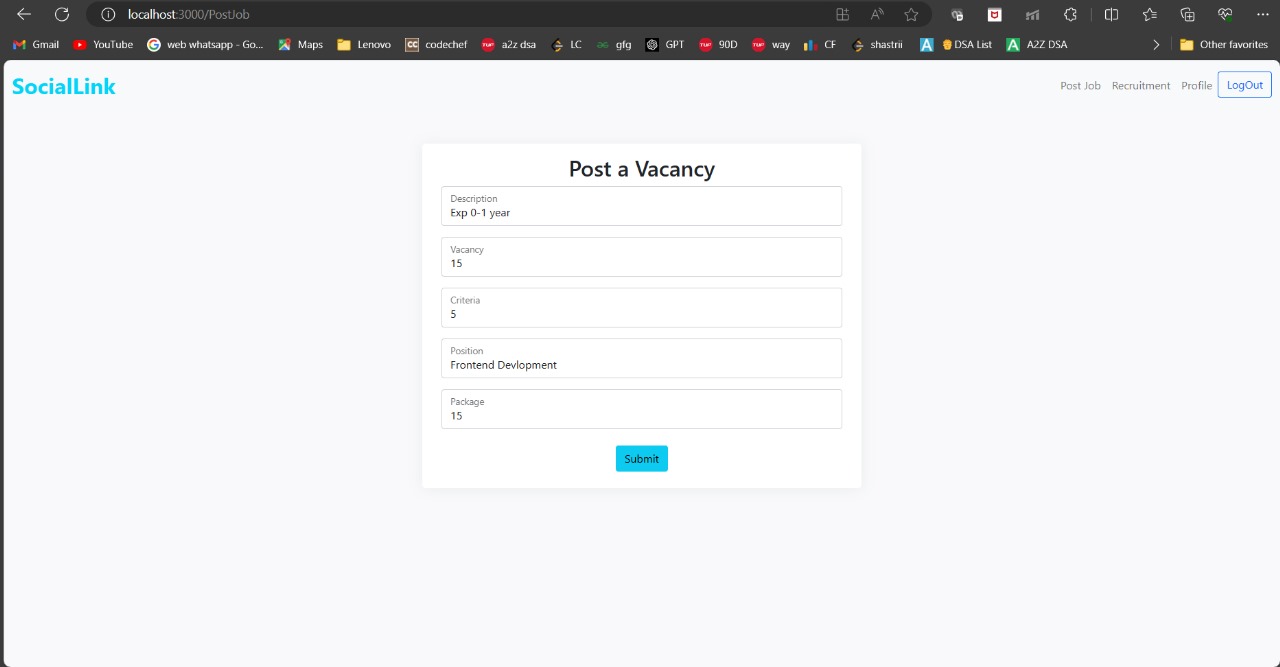 localhost:3000/PostJob
Gmail YouTube web whatsapp - Go... Maps Lenovo codechef a2z dsa LC gfg GPT 90D way CF shastrii DSA List A2Z DSA Other favorites
SocialLink
Post Job Recruitment Profile LogOut
Post a Vacancy
Description
Exp 0-1 year
Vacancy
15
Criteria
5
Position
Frontend Devlopment
Package
15
Submit